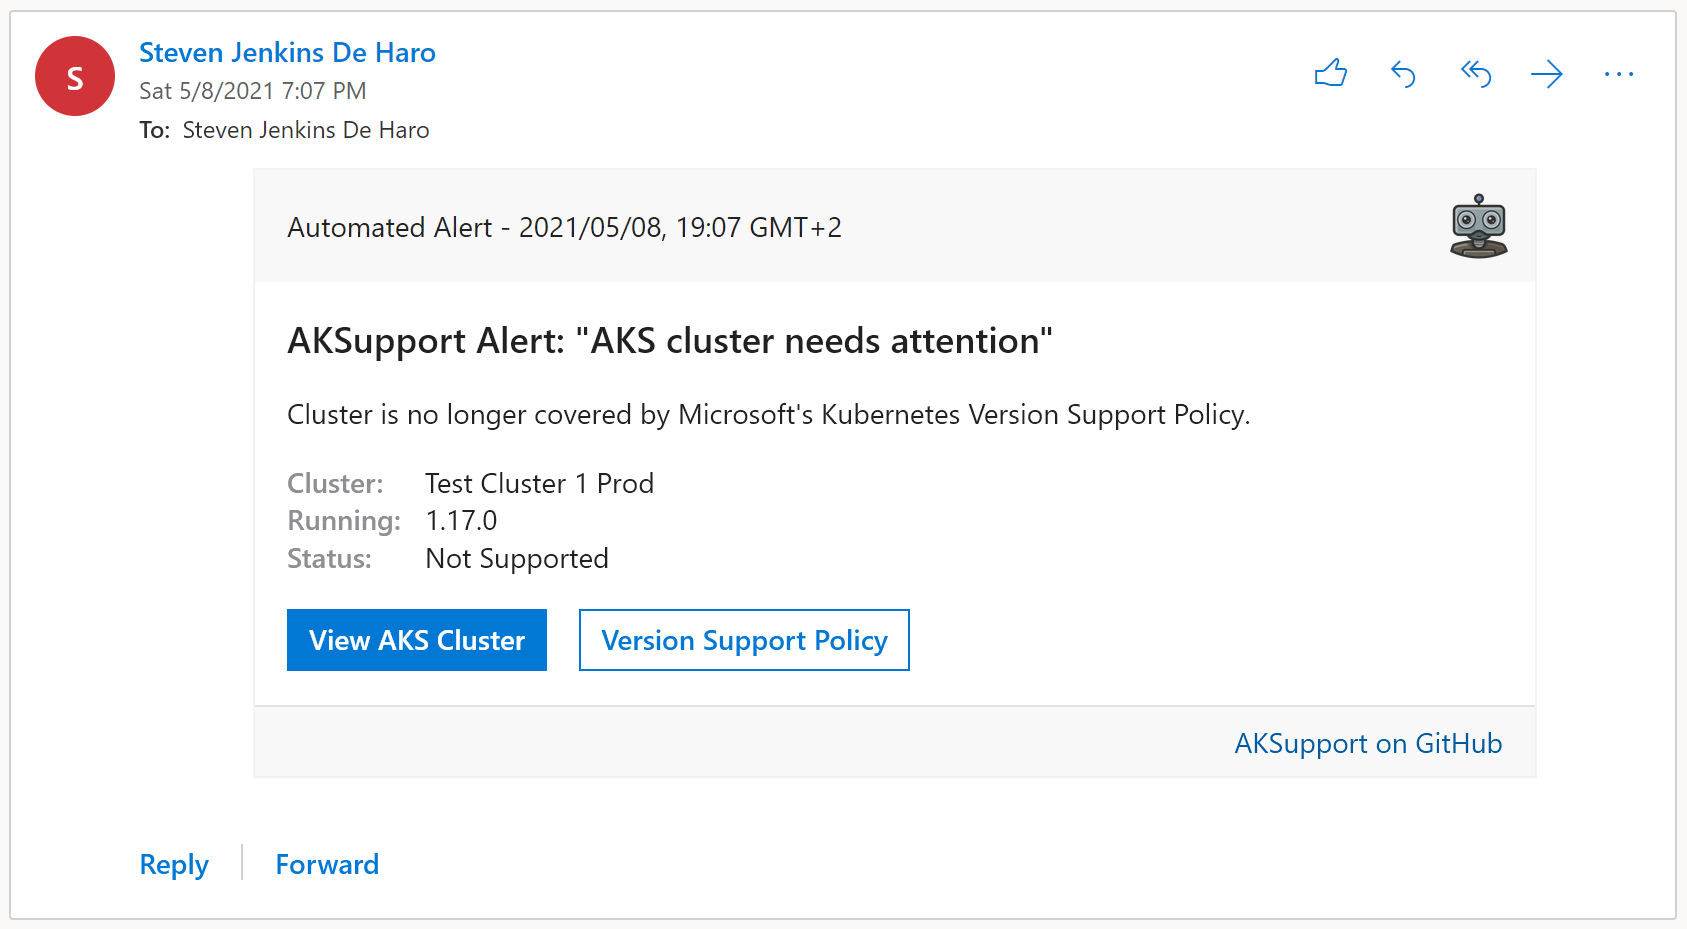 S
Steven Jenkins De Haro
Sat 5/8/2021 7:07 PM
To: Steven Jenkins De Haro
Automated Alert - 2021/05/08, 19:07 GMT+2
AKSupport Alert: "AKS cluster needs attention"
Cluster is no longer covered by Microsoft's Kubernetes Version Support Policy.
Cluster: Test Cluster 1 Prod
Running: 1.17.0
Status: Not Supported
View AKS Cluster Version Support Policy
AKSupport on GitHub
Reply Forward